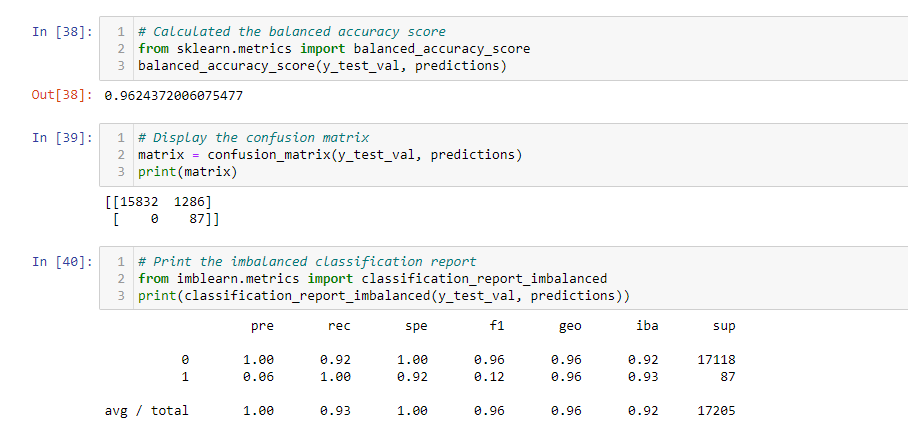 In [38]: 1 # Calculated the balanced accuracy score
2 from sklearn.metrics import balanced_accuracy_score
3 balanced_accuracy_score(y_test_val, predictions)
Out[38]: 0.9624372006075477
In [39]: 1 # Display the confusion matrix
2 matrix = confusion_matrix(y_test_val, predictions)
3 print(matrix)
[[15832 1286]
[ 0 87]]
In [40]: 1 # Print the imbalanced classification report
2 from imblearn.metrics import classification_report_imbalanced
3 print(classification_report_imbalanced(y_test_val, predictions))
pre rec spe f1 geo iba sup
0 1.00 0.92 1.00 0.96 0.96 0.92 17118
1 0.06 1.00 0.92 0.12 0.96 0.93 87
avg / total 1.00 0.93 1.00 0.96 0.96 0.92 17205